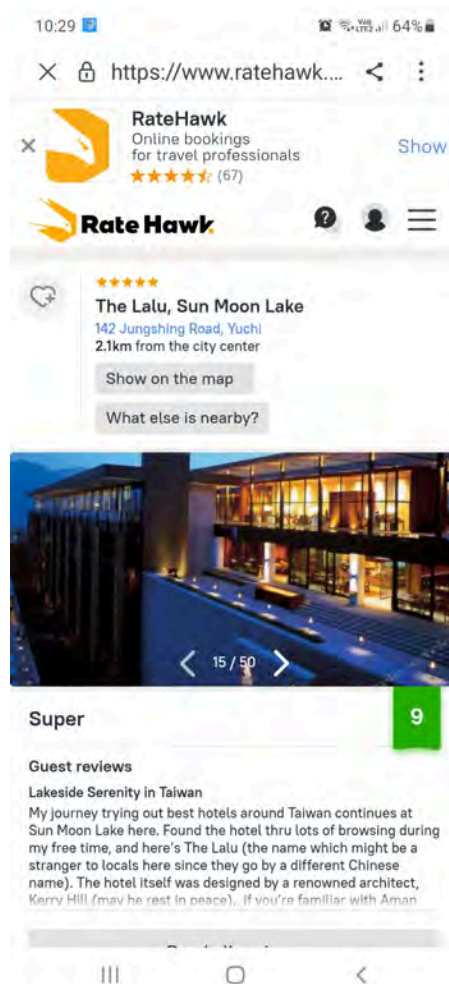 10:29
64%
https://www.ratehawk....
RateHawk
Online bookings
for travel professionals
(67)
Show
Rate Hawk.
The Lalu, Sun Moon Lake
142 Jungshing Road, Yuchi
2.1km from the city center
Show on the map
What else is nearby?
15 / 50
Super
9
Guest reviews
Lakeside Serenity in Taiwan
My journey trying out best hotels around Taiwan continues at
Sun Moon Lake here. Found the hotel thru lots of browsing during
my free time, and here's The Lalu (the name which might be a
stranger to locals here since they go by a different Chinese
name). The hotel itself was designed by a renowned architect,
Kerry Hill (may he rest in peace).. if you're familiar with Aman